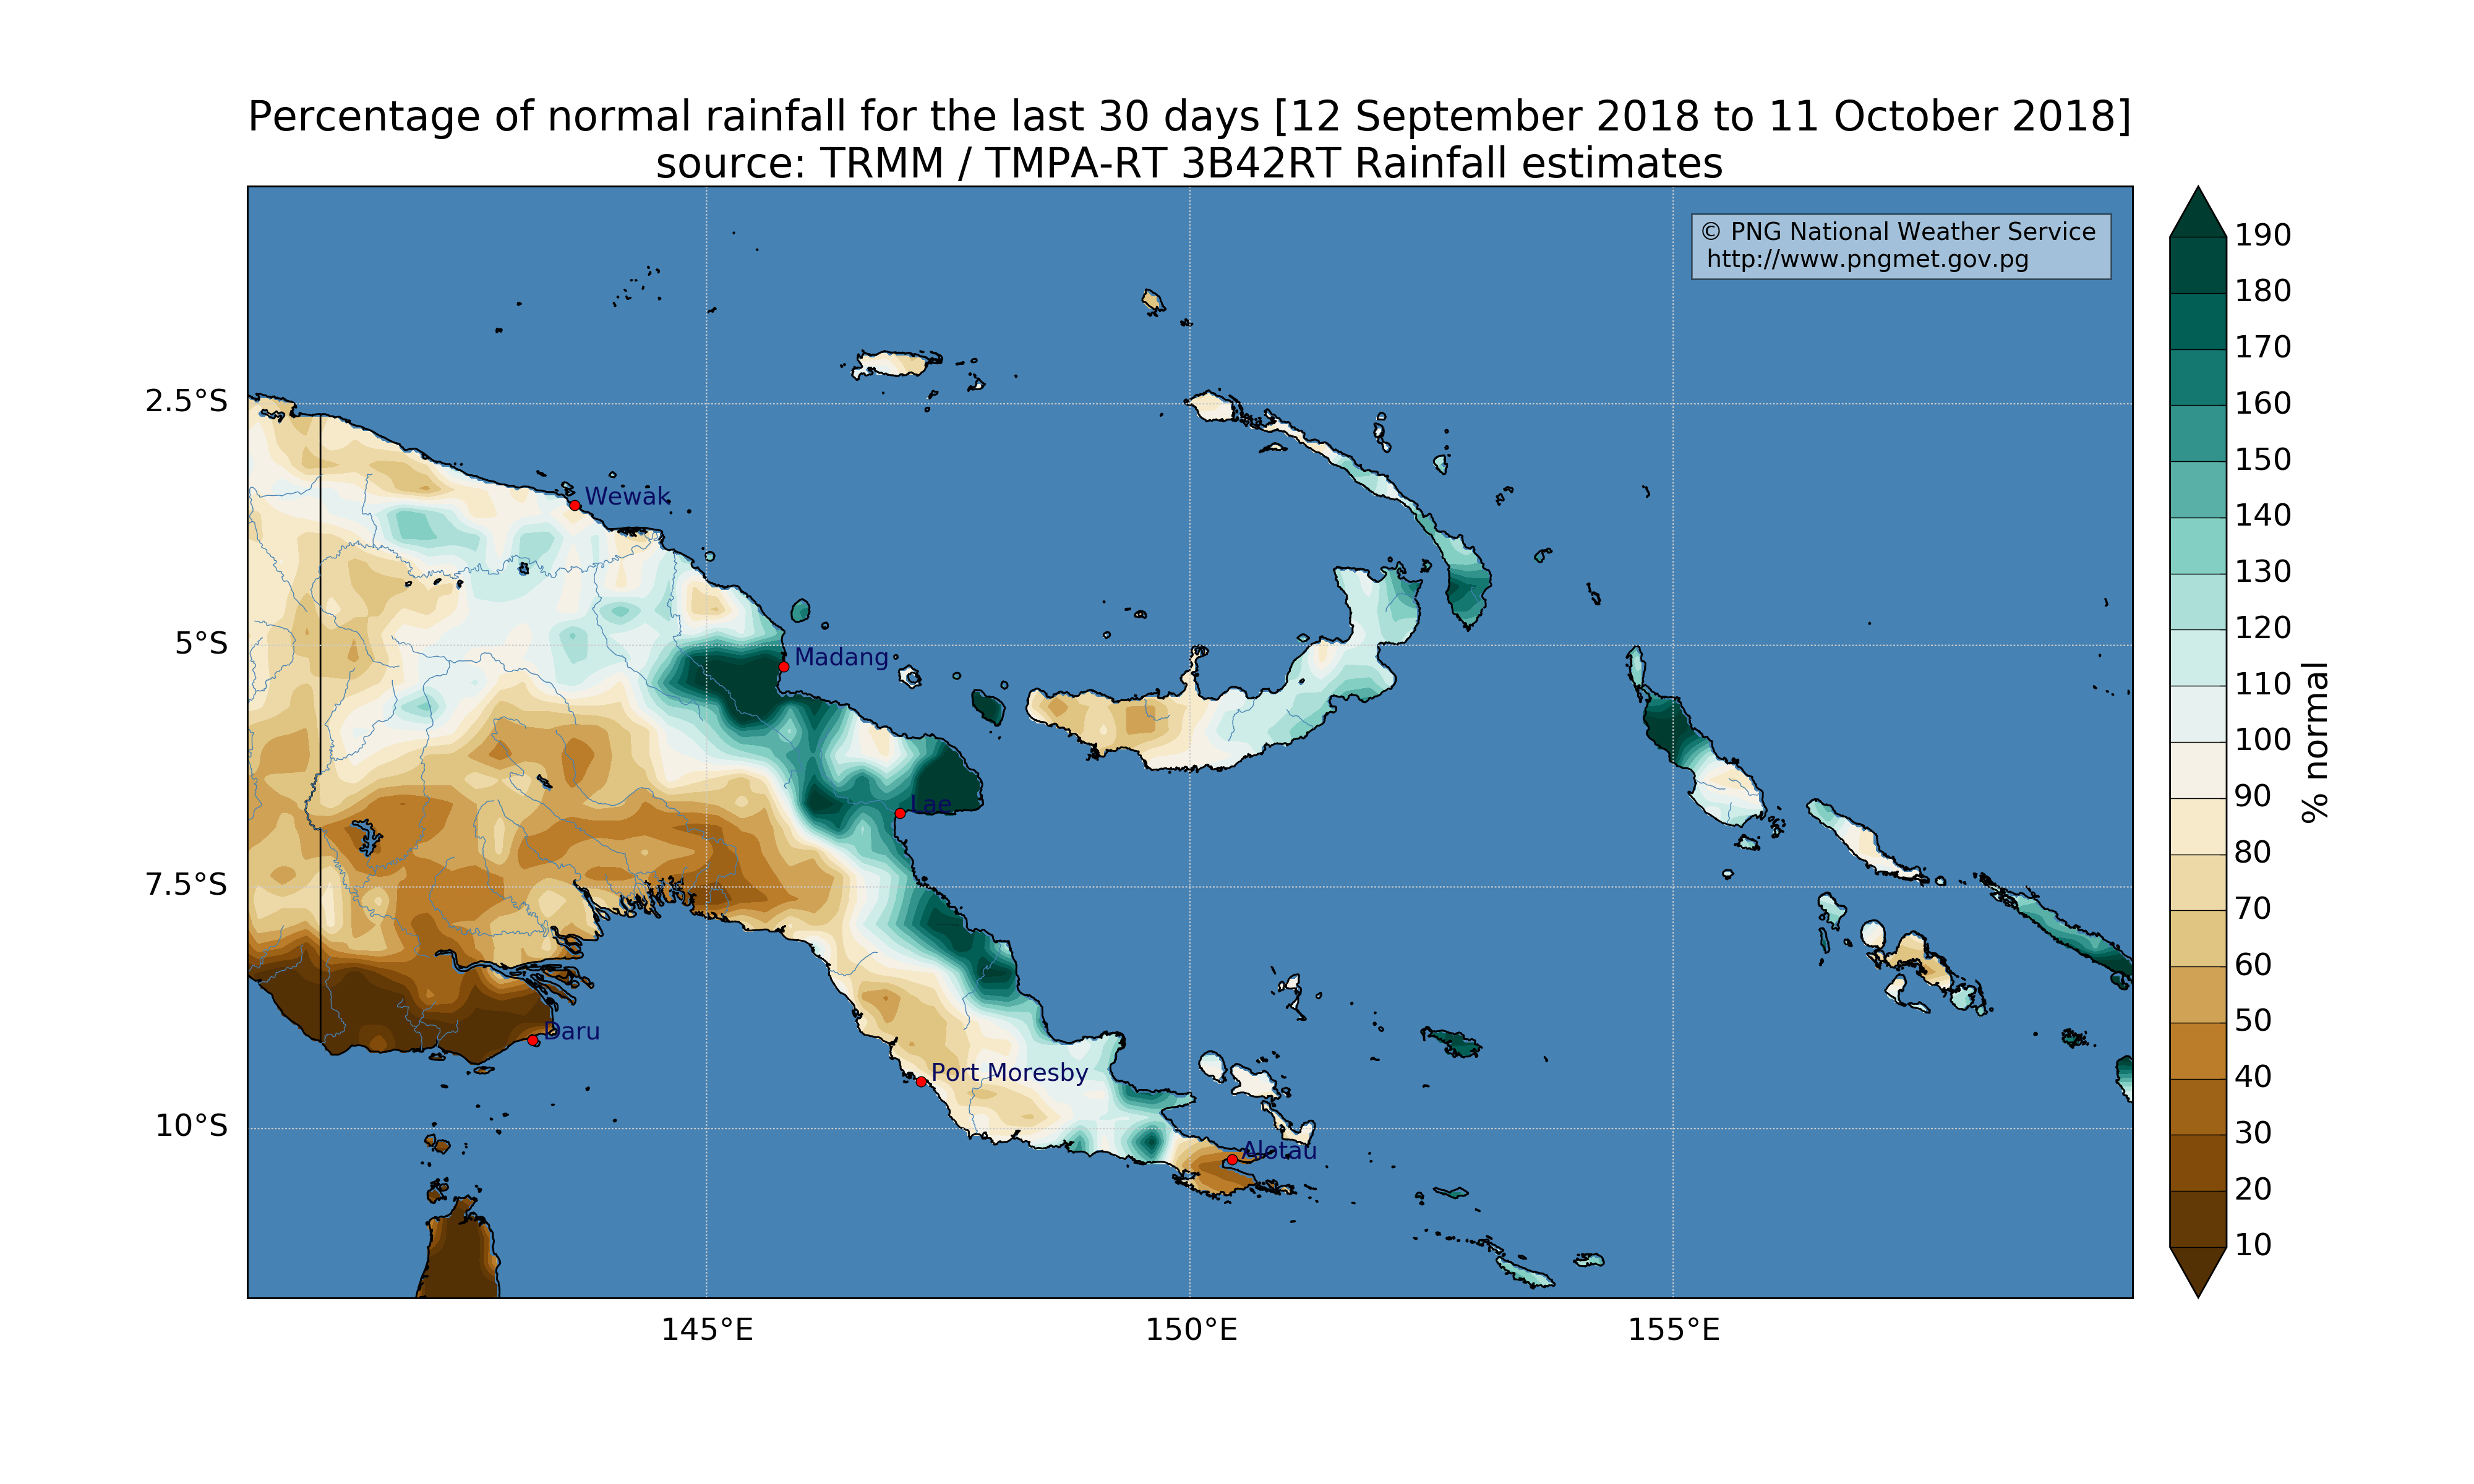 Percentage of normal rainfall for the last 30 days [12 September 2018 to 11 October 2018]
source: TRMM / TMPA-RT 3B42RT Rainfall estimates
© PNG National Weather Service
http://www.pngmet.gov.pg
190
180
170
160
150
140
130
120
110
100
90
80
70
60
50
40
30
20
10
% normal
2.5°S
5°S
7.5°S
10°S
Wewak
Madang
Lae
Daru
Port Moresby
Alotau
145°E
150°E
155°E